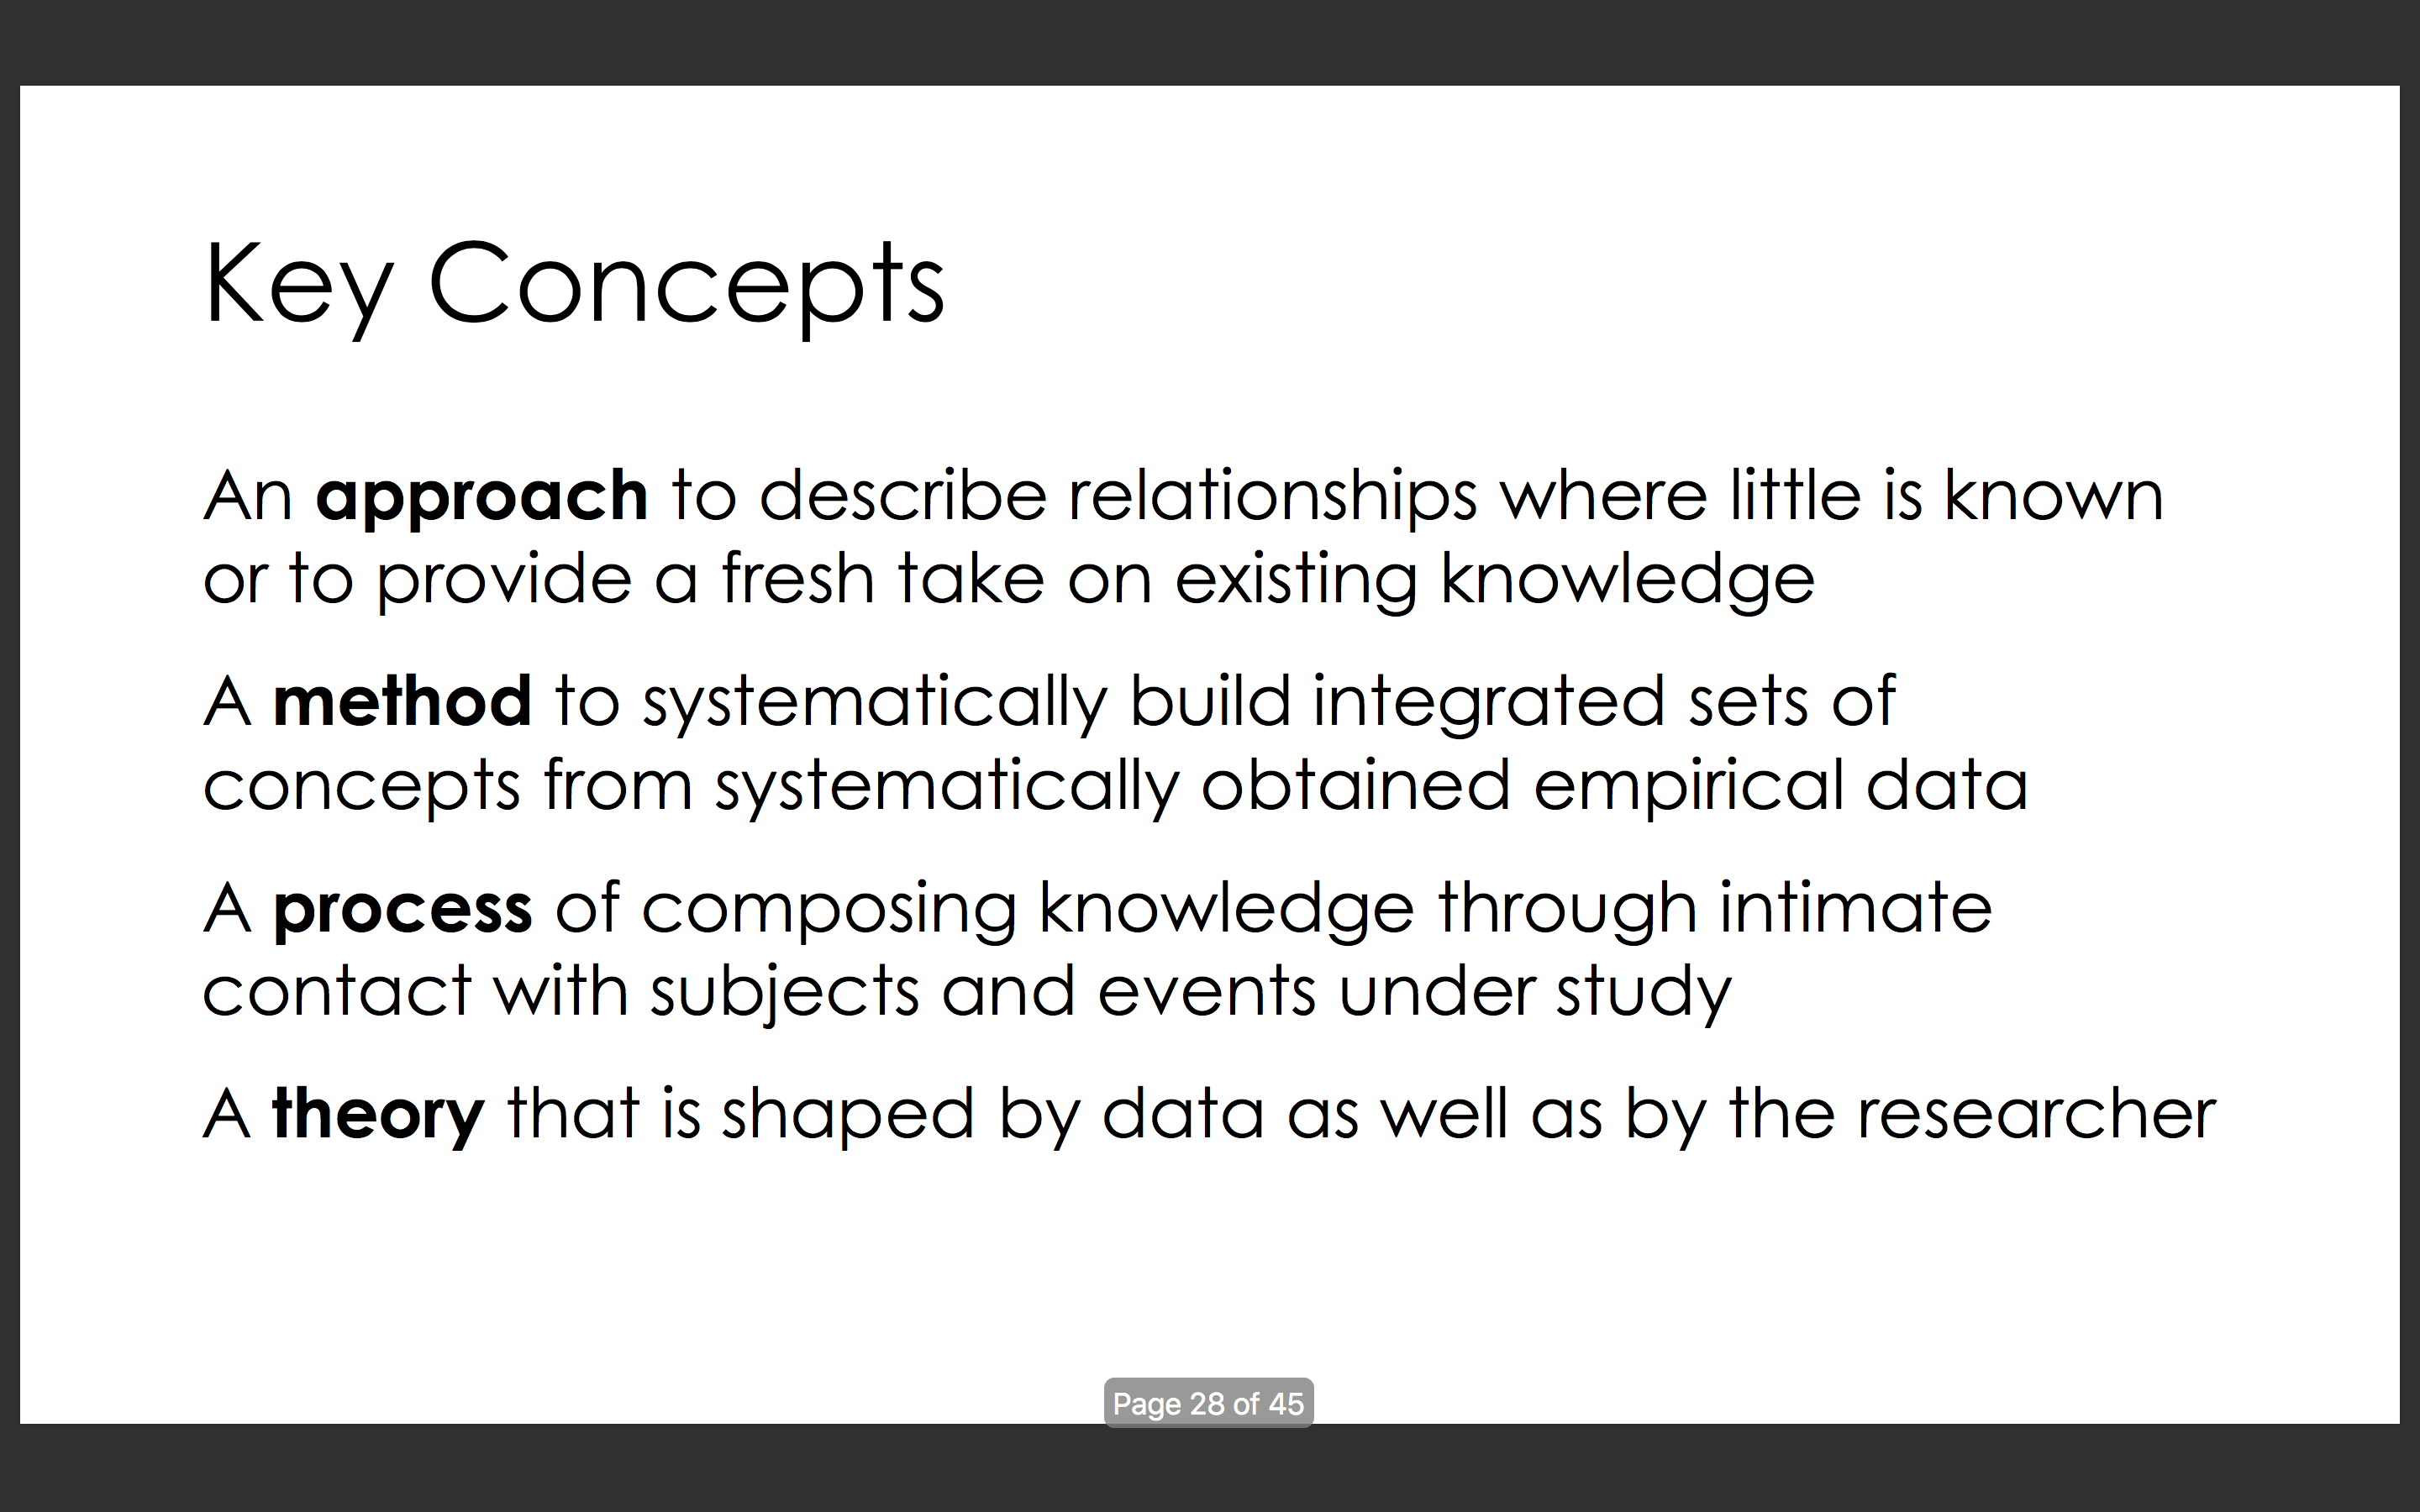 Key Concepts
An approach to describe relationships where little is known
or to provide a fresh take on existing knowledge
A method to systematically build integrated sets of
concepts from systematically obtained empirical data
A process of composing knowledge through intimate
contact with subjects and events under study
A theory that is shaped by data as well as by the researcher
Page 28 of 45